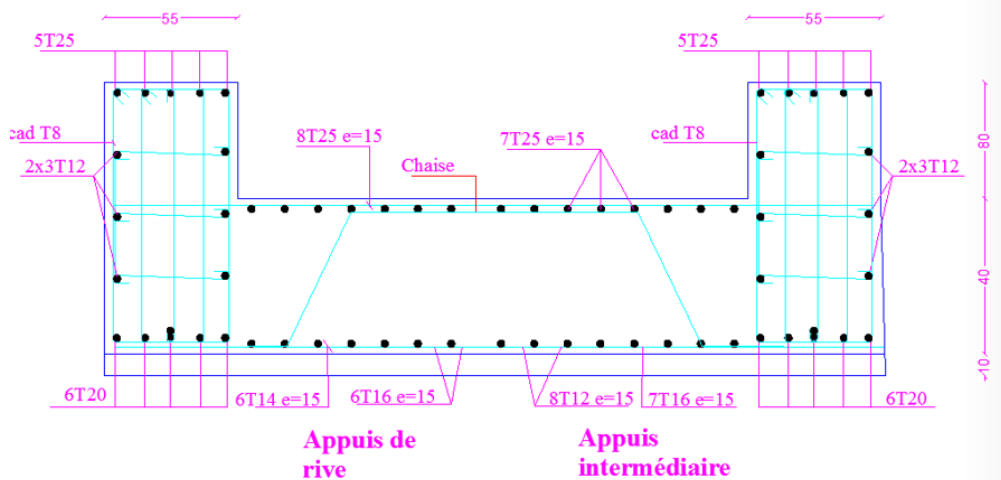 55
55
5T25
5T25
cad T8
8T25 e=15
7T25 e=15
cad T8
80
2x3T12
Chaise
2x3T12
40
10
6T20
6T14 e=15
6T16 e=15
8T12 e=15
7T16 e=15
6T20
Appuis de
rive
Appuis
intermédiaire